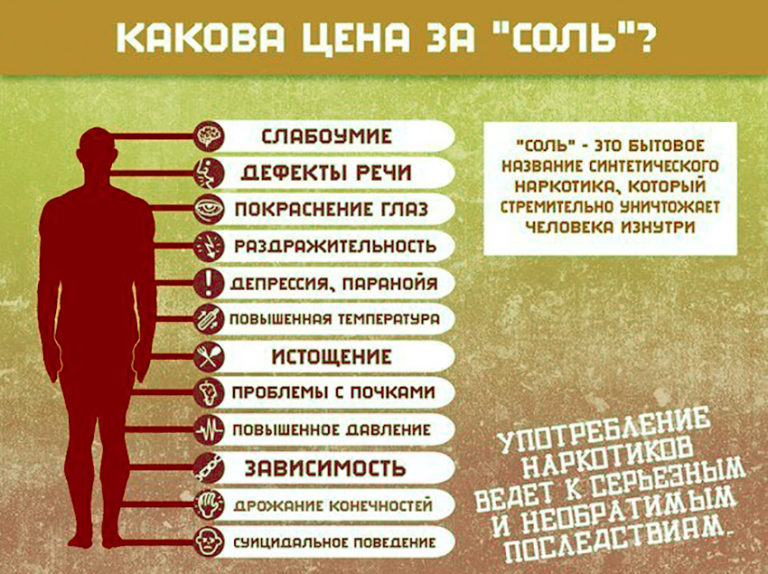 КАКОВА ЦЕНА ЗА "СОЛЬ"?
СЛАБОУМИЕ
ДЕФЕКТЫ РЕЧИ
ПОКРАСНЕНИЕ ГЛАЗ
РАЗДРАЖИТЕЛЬНОСТЬ
ДЕПРЕССИЯ, ПАРАНОЙЯ
ПОВЫШЕННАЯ ТЕМПЕРАТУРА
ИСТОЩЕНИЕ
ПРОБЛЕМЫ С ПОЧКАМИ
ПОВЫШЕННОЕ ДАВЛЕНИЕ
ЗАВИСИМОСТЬ
ДРОЖАНИЕ КОНЕЧНОСТЕЙ
СУИЦИДАЛЬНОЕ ПОВЕДЕНИЕ
"СОЛЬ" - ЭТО БЫТОВОЕ
НАЗВАНИЕ СИНТЕТИЧЕСКОГО
НАРКОТИКА, КОТОРЫЙ
СТРЕМИТЕЛЬНО УНИЧТОЖАЕТ
ЧЕЛОВЕКА ИЗНУТРИ
УПОТРЕБЛЕНИЕ
НАРКОТИКОВ
ВЕДЕТ К СЕРЬЕЗНЫМ
И НЕОБРАТИМЫМ
ПОСЛЕДСТВИЯМ.